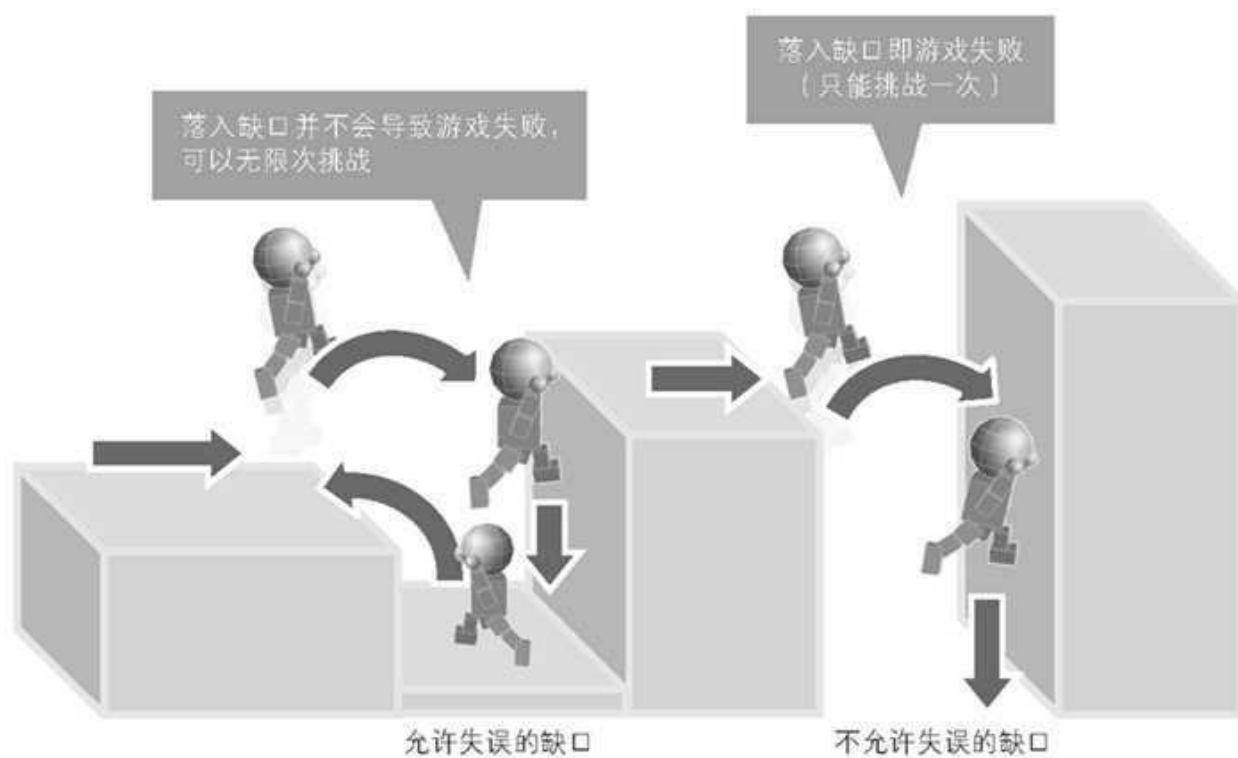 落入缺口并不会导致游戏失败，
可以无限次挑战
落入缺口即游戏失败
（只能挑战一次）
允许失误的缺口
不允许失误的缺口